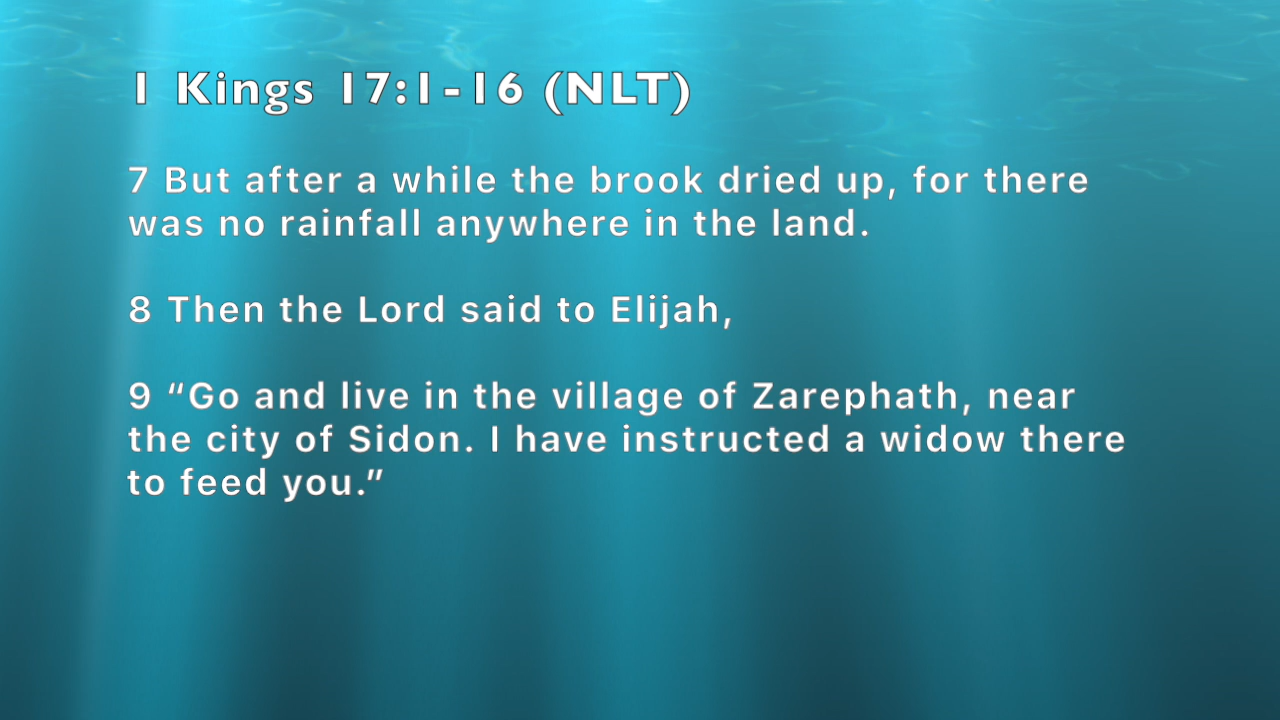 1 Kings 17:1-16 (NLT)
7 But after a while the brook dried up, for there
was no rainfall anywhere in the land.
8 Then the Lord said to Elijah,
9 “Go and live in the village of Zarephath, near
the city of Sidon. I have instructed a widow there
to feed you.”